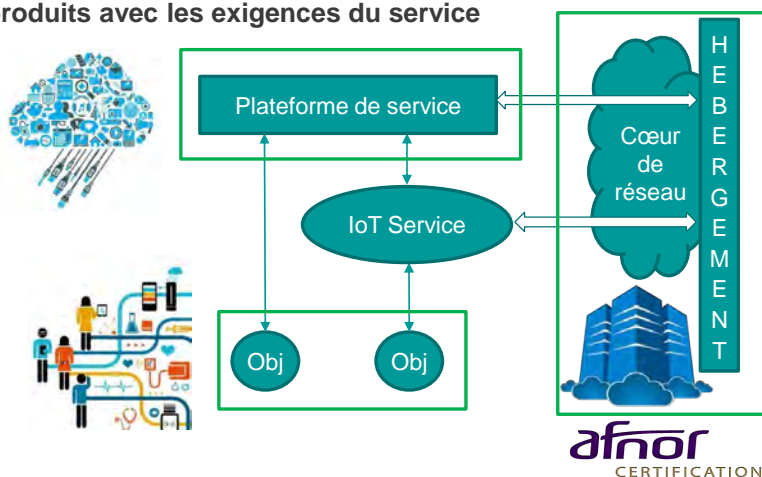 roduits avec les exigences du service
Plateforme de service
Cœur
de
réseau
IoT Service
Obj
Obj
H
E
B
E
R
G
E
M
E
N
T
afnor
CERTIFICATION